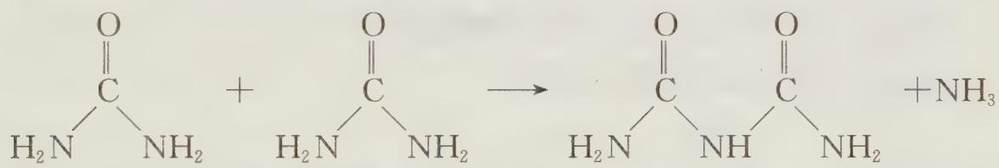 O O O O
C + C → C C + NH₃
H₂N NH₂ H₂N NH₂ H₂N NH NH₂